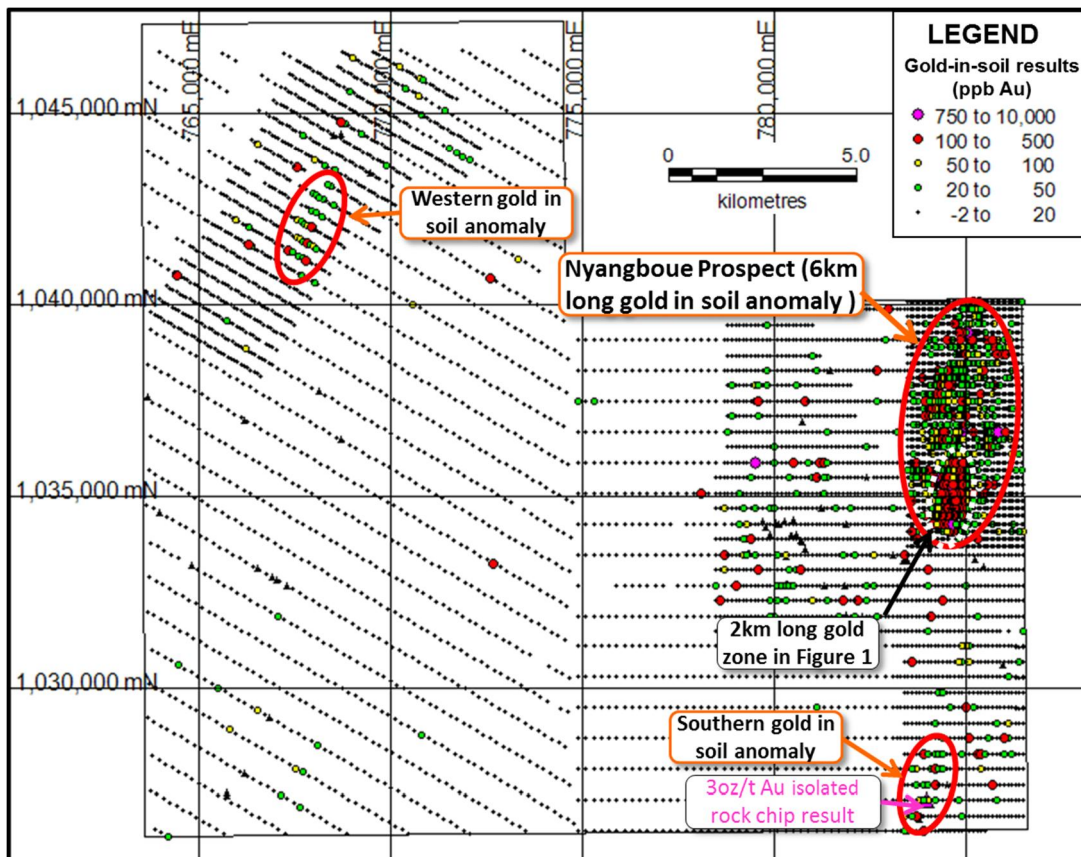 LEGEND
Gold-in-soil results
(ppb Au)
750 to 10,000
100 to 500
50 to 100
20 to 50
-2 to 20
765,000 mE
770,000 mE
775,000 mE
780,000 mE
1,045,000 mN
0 5.0
kilometres
Western gold in
soil anomaly
Nyangboue Prospect (6km
long gold in soil anomaly )
1,040,000 mN
1,035,000 mN
2km long gold
zone in Figure 1
1,030,000 mN
Southern gold in
soil anomaly
3oz/t Au isolated
rock chip result